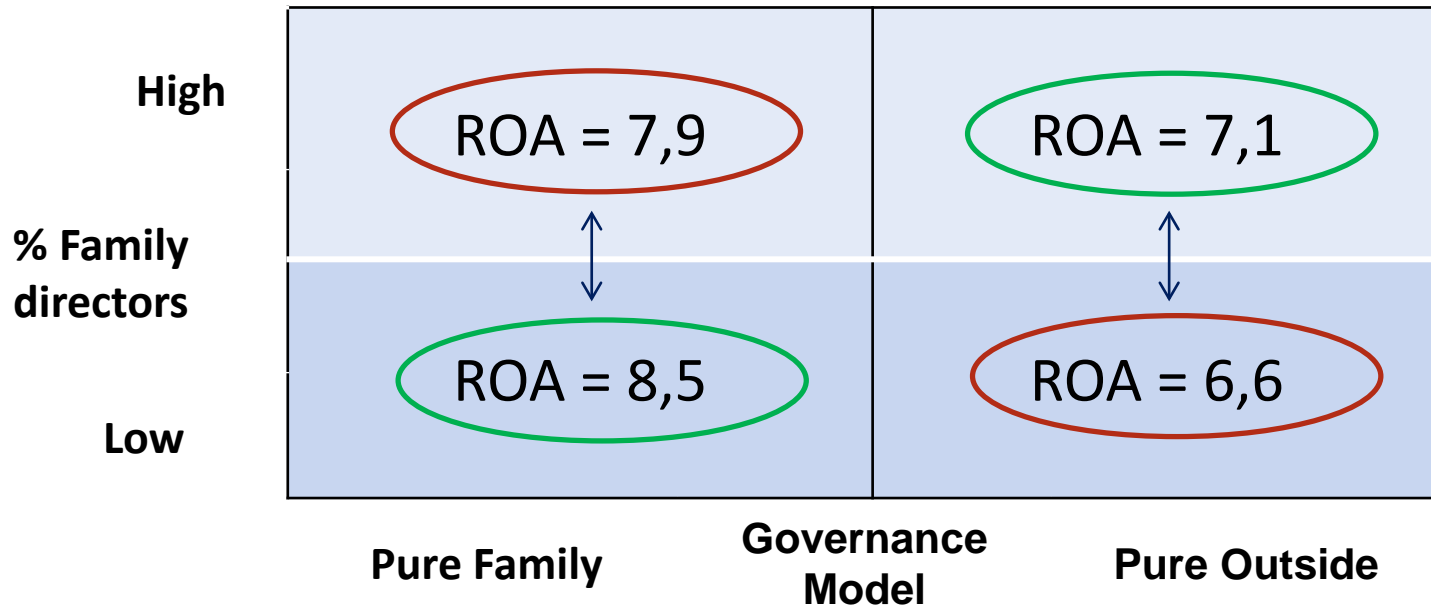 High
ROA = 7,9
ROA = 7,1
% Family
directors
ROA = 8,5
ROA = 6,6
Low
Pure Family
Governance
Model
Pure Outside